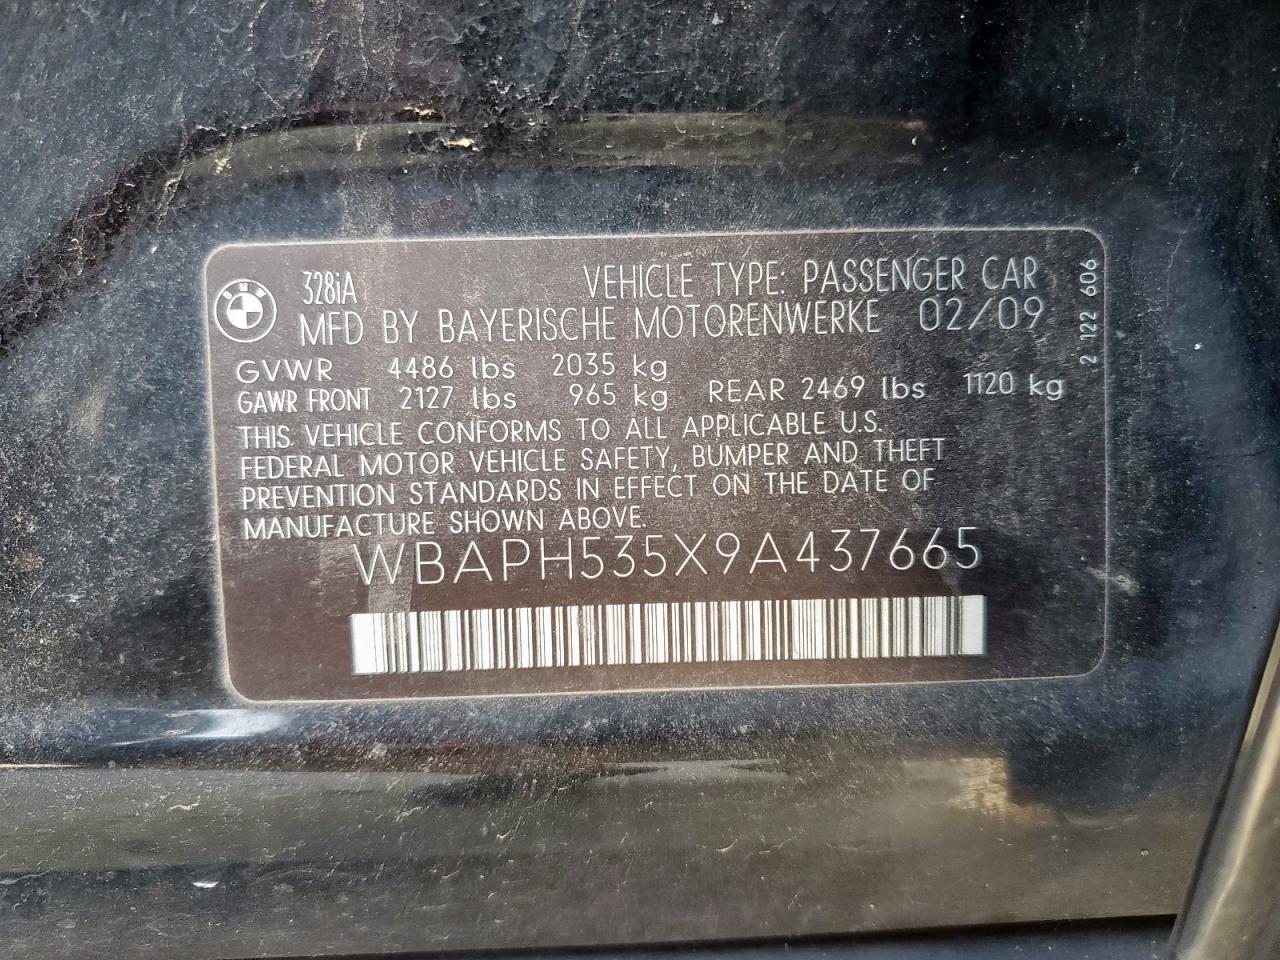 BMW
328iA VEHICLE TYPE: PASSENGER CAR
MFD BY BAYERISCHE MOTORENWERKE 02/09
GVWR 4486 lbs 2035 kg
GAWR FRONT 2127 lbs 965 kg REAR 2469 lbs 1120 kg
THIS VEHICLE CONFORMS TO ALL APPLICABLE U.S.
FEDERAL MOTOR VEHICLE SAFETY, BUMPER AND THEFT
PREVENTION STANDARDS IN EFFECT ON THE DATE OF
MANUFACTURE SHOWN ABOVE.
WBAPH535X9A437665
2 122 606